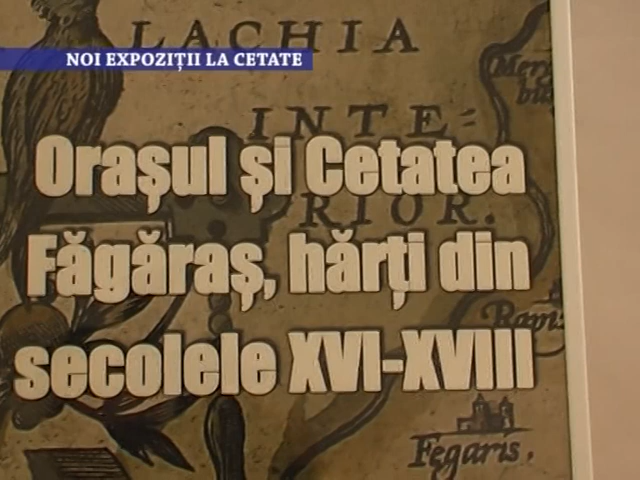 LACHIA
NOI EXPOZIȚII LA CETATE
INTE-
RIOR.
Orașul și Cetatea
Făgăraș, hărți din
secolele XVI-XVIII
Fegaris.